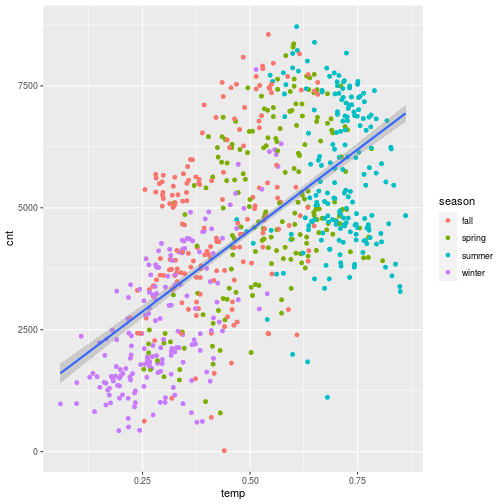 7500
5000
2500
0
cnt
0.25
0.50
0.75
temp
season
fall
spring
summer
winter